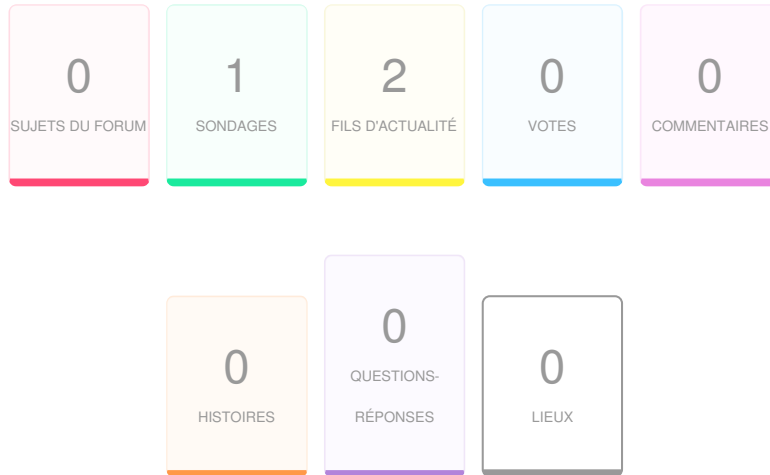 0
SUJETS DU FORUM
1
SONDAGES
2
FILS D'ACTUALITÉ
0
VOTES
0
COMMENTAIRES
0
HISTOIRES
0
QUESTIONS-
RÉPONSES
0
LIEUX